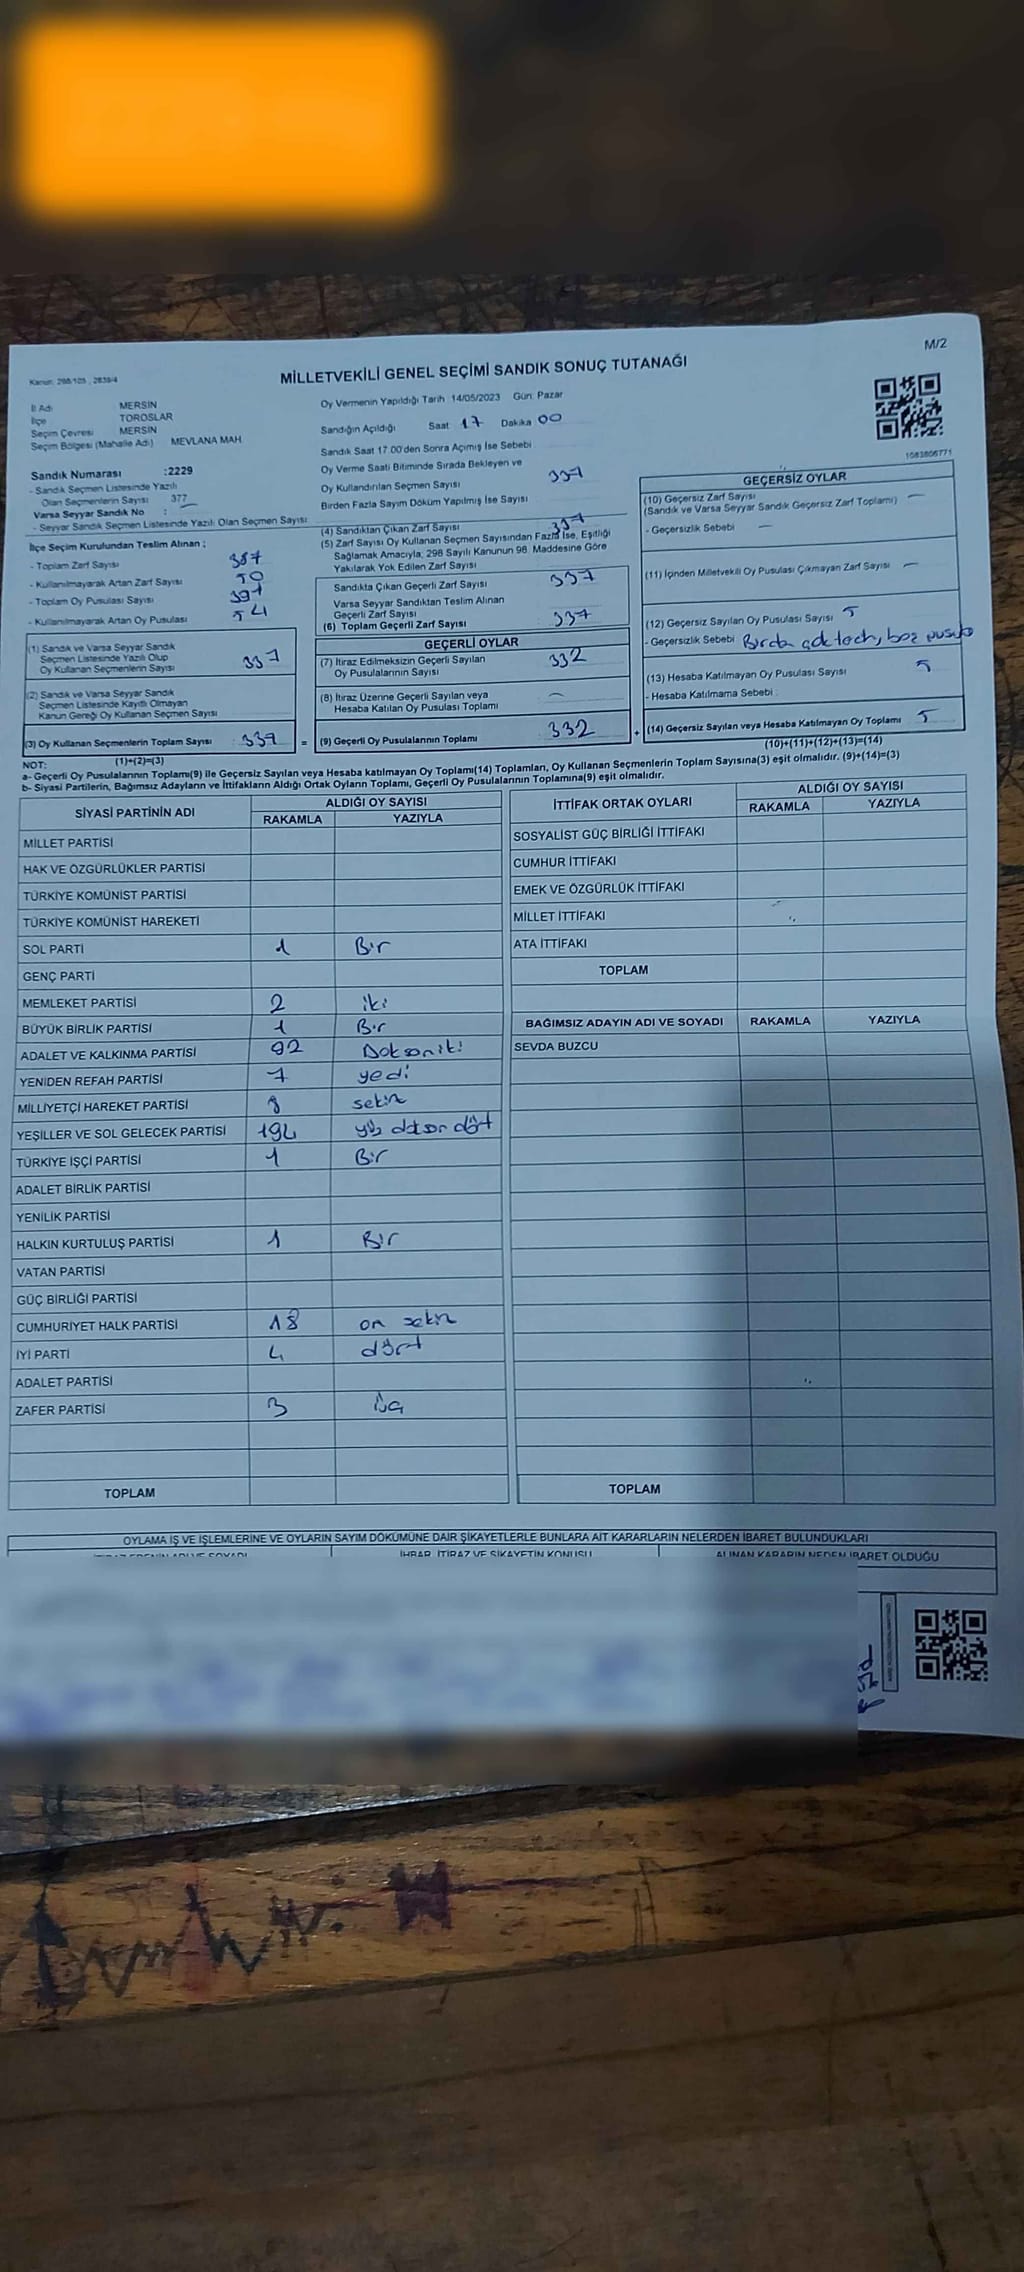 M/2
Kanun: 298/105 , 2839/4
MİLLETVEKİLİ GENEL SEÇİMİ SANDIK SONUÇ TUTANAĞI
İl Adı MERSİN
İlçe TOROSLAR
Seçim Çevresi MERSİN
Seçim Bölgesi (Mahalle Adı) MEVLANA MAH
Sandık Numarası :2229
- Sandık Seçmen Listesinde Yazılı
Olan Seçmenlerin Sayısı 377
Varsa Seyyar Sandık No :
- Seyyar Sandık Seçmen Listesinde Yazılı Olan Seçmen Sayısı
Oy Vermenin Yapıldığı Tarih :14/05/2023 Gün: Pazar
Sandığın Açıldığı Saat 17 Dakika 00
Sandık Saat 17.00'den Sonra Açımış İse Sebebi
Oy Verme Saati Bitiminde Sırada Bekleyen ve
Oy Kullandırılan Seçmen Sayısı 337
Birden Fazla Sayım Döküm Yapılmış İse Sayısı
1083806771
İlçe Seçim Kurulundan Teslim Alınan ;
- Toplam Zarf Sayısı 387
- Kullanılmayarak Artan Zarf Sayısı 50
- Toplam Oy Pusulası Sayısı 391
- Kullanılmayarak Artan Oy Pusulası 54
(1) Sandık ve Varsa Seyyar Sandık
Seçmen Listesinde Yazılı Olup
Oy Kullanan Seçmenlerin Sayısı 337
(2) Sandık ve Varsa Seyyar Sandık
Seçmen Listesinde Kayıtlı Olmayan
Kanun Gereği Oy Kullanan Seçmen Sayısı
(3) Oy Kullanan Seçmenlerin Toplam Sayısı : 337 =
(1)+(2)=(3)
(4) Sandıktan Çıkan Zarf Sayısı 337
(5) Zarf Sayısı Oy Kullanan Seçmen Sayısından Fazla İse, Eşitliği
Sağlamak Amacıyla; 298 Sayılı Kanunun 98. Maddesine Göre
Yakılarak Yok Edilen Zarf Sayısı
Sandıkta Çıkan Geçerli Zarf Sayısı 337
Varsa Seyyar Sandıktan Teslim Alınan
Geçerli Zarf Sayısı
(6) Toplam Geçerli Zarf Sayısı : 337
GEÇERLİ OYLAR
(7) İtiraz Edilmeksizin Geçerli Sayılan
Oy Pusulalarının Sayısı 332
(8) İtiraz Üzerine Geçerli Sayılan veya
Hesaba Katılan Oy Pusulası Toplamı —
(9) Geçerli Oy Pusulalarının Toplamı : 332 +
GEÇERSİZ OYLAR
(10) Geçersiz Zarf Sayısı
(Sandık ve Varsa Seyyar Sandık Geçersiz Zarf Toplamı) —
- Geçersizlik Sebebi —
(11) İçinden Milletvekili Oy Pusulası Çıkmayan Zarf Sayısı —
(12) Geçersiz Sayılan Oy Pusulası Sayısı 5
- Geçersizlik Sebebi boş pusula
(13) Hesaba Katılmayan Oy Pusulası Sayısı 5
- Hesaba Katılmama Sebebi :
(14) Geçersiz Sayılan veya Hesaba Katılmayan Oy Toplamı 5
(10)+(11)+(12)+(13)=(14)
NOT:
a- Geçerli Oy Pusulalarının Toplamı(9) ile Geçersiz Sayılan veya Hesaba katılmayan Oy Toplamı(14) Toplamları, Oy Kullanan Seçmenlerin Toplam Sayısına(3) eşit olmalıdır. (9)+(14)=(3)
b- Siyasi Partilerin, Bağımsız Adayların ve İttifakların Aldığı Ortak Oyların Toplamı, Geçerli Oy Pusulalarının Toplamına(9) eşit olmalıdır.
SİYASİ PARTİNİN ADI ALDIĞI OY SAYISI
RAKAMLA YAZIYLA
MİLLET PARTİSİ
HAK VE ÖZGÜRLÜKLER PARTİSİ
TÜRKİYE KOMÜNİST PARTİSİ
TÜRKİYE KOMÜNİST HAREKETİ
SOL PARTİ 1 Bir
GENÇ PARTİ
MEMLEKET PARTİSİ 2 iki
BÜYÜK BİRLİK PARTİSİ 1 Bir
ADALET VE KALKINMA PARTİSİ 92 Doksan iki
YENİDEN REFAH PARTİSİ 7 yedi
MİLLİYETÇİ HAREKET PARTİSİ 8 sekiz
YEŞİLLER VE SOL GELECEK PARTİSİ 194 yüz doksan dört
TÜRKİYE İŞÇİ PARTİSİ 1 Bir
ADALET BİRLİK PARTİSİ
YENİLİK PARTİSİ
HALKIN KURTULUŞ PARTİSİ 1 Bir
VATAN PARTİSİ
GÜÇ BİRLİĞİ PARTİSİ
CUMHURİYET HALK PARTİSİ 18 on sekiz
İYİ PARTİ 4 dört
ADALET PARTİSİ
ZAFER PARTİSİ 3 üç
TOPLAM
İTTİFAK ORTAK OYLARI ALDIĞI OY SAYISI
RAKAMLA YAZIYLA
SOSYALİST GÜÇ BİRLİĞİ İTTİFAKI
CUMHUR İTTİFAKI
EMEK VE ÖZGÜRLÜK İTTİFAKI
MİLLET İTTİFAKI
ATA İTTİFAKI
TOPLAM
BAĞIMSIZ ADAYIN ADI VE SOYADI RAKAMLA YAZIYLA
SEVDA BUZCU
TOPLAM
OYLAMA İŞ VE İŞLEMLERİNE VE OYLARIN SAYIM DÖKÜMÜNE DAİR ŞİKAYETLERLE BUNLARA AİT KARARLARIN NELERDEN İBARET BULUNDUKLARI
İHBAR, İTİRAZ VE ŞİKAYETİN KONUSU ALINAN KARARIN NEDEN İBARET OLDUĞU